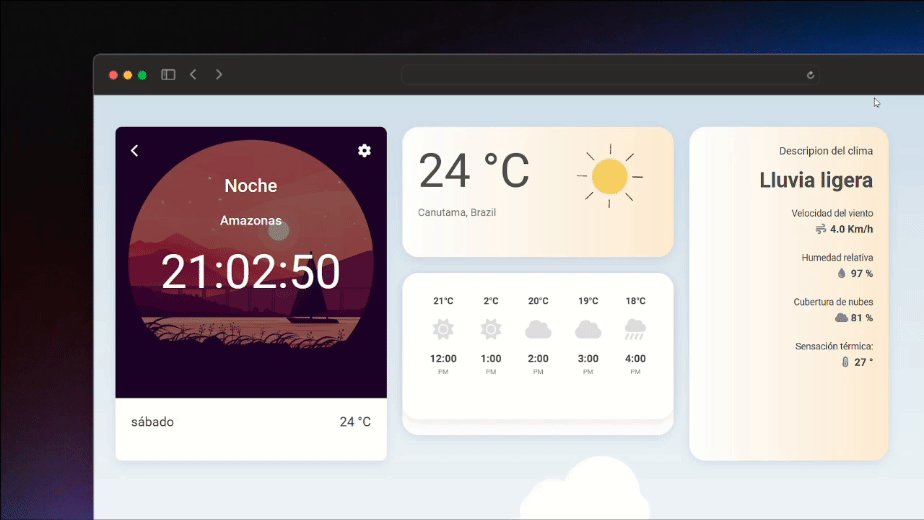 Noche
Amazonas
21:02:50
sábado 24 °C
24 °C
Canutama, Brazil
21°C 2°C 20°C 19°C 18°C
12:00 1:00 2:00 3:00 4:00
PM PM PM PM PM
Descripion del clima
Lluvia ligera
Velocidad del viento
4.0 Km/h
Humedad relativa
97 %
Cubertura de nubes
81 %
Sensación térmica:
27 °